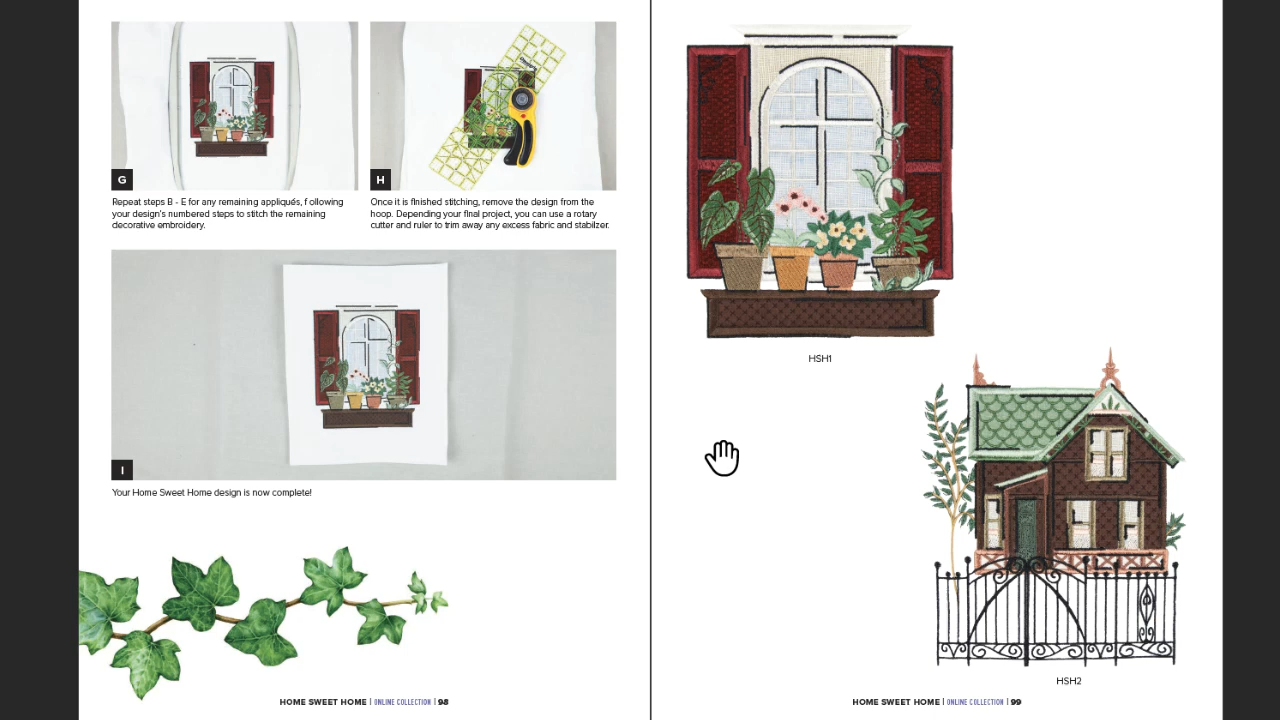 G
Repeat steps B - E for any remaining appliqués, f ollowing
your design's numbered steps to stitch the remaining
decorative embroidery.
H
Once it is finished stitching, remove the design from the
hoop. Depending your final project, you can use a rotary
cutter and ruler to trim away any excess fabric and stabilzer.
I
Your Home Sweet Home design is now complete!
HOME SWEET HOME | ONLINE COLLECTION | 98
HSH1
HSH2
HOME SWEET HOME | ONLINE COLLECTION | 99